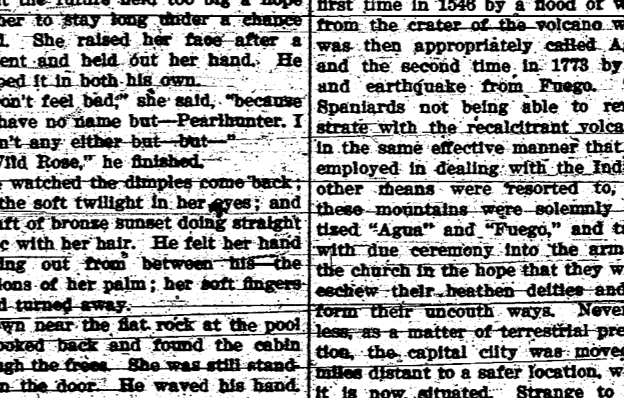 the future held too big a hope
her to stay long under a chance
l. She raised her face after a
ent and held out her hand. He
ped it in both his own.
on't feel bad," she said, "because
have no name but—Pearlhunter. I
n't any either but—but—"
Wild Rose," he finished.
e watched the dimples come back;
the soft twilight in her eyes; and
ift of bronze sunset doing straight
c with her hair. He felt her hand
ing out from between his—the
ions of her palm; her soft fingers
d turned away.
wn near the flat rock at the pool
ooked back and found the cabin
ugh the trees. She was still stand-
n the door. He waved his hand.
first time in 1546 by a flood of w
from the crater of the volcano w
was then appropriately called A
and the second time in 1773 by
and earthquake from Fuego.
Spaniards not being able to re
strate with the recalcitrant volca
in the same effective manner that
employed in dealing with the Ind
other means were resorted to,
these mountains were solemnly
tized "Agua" and "Fuego," and t
with due ceremony into the arm
the church in the hope that they w
eschew their heathen deities and
form their uncouth ways. Never
less, as a matter of terrestrial pre
tion, the capital ciity was move
miles distant to a safer location, w
it is now situated. Strange to